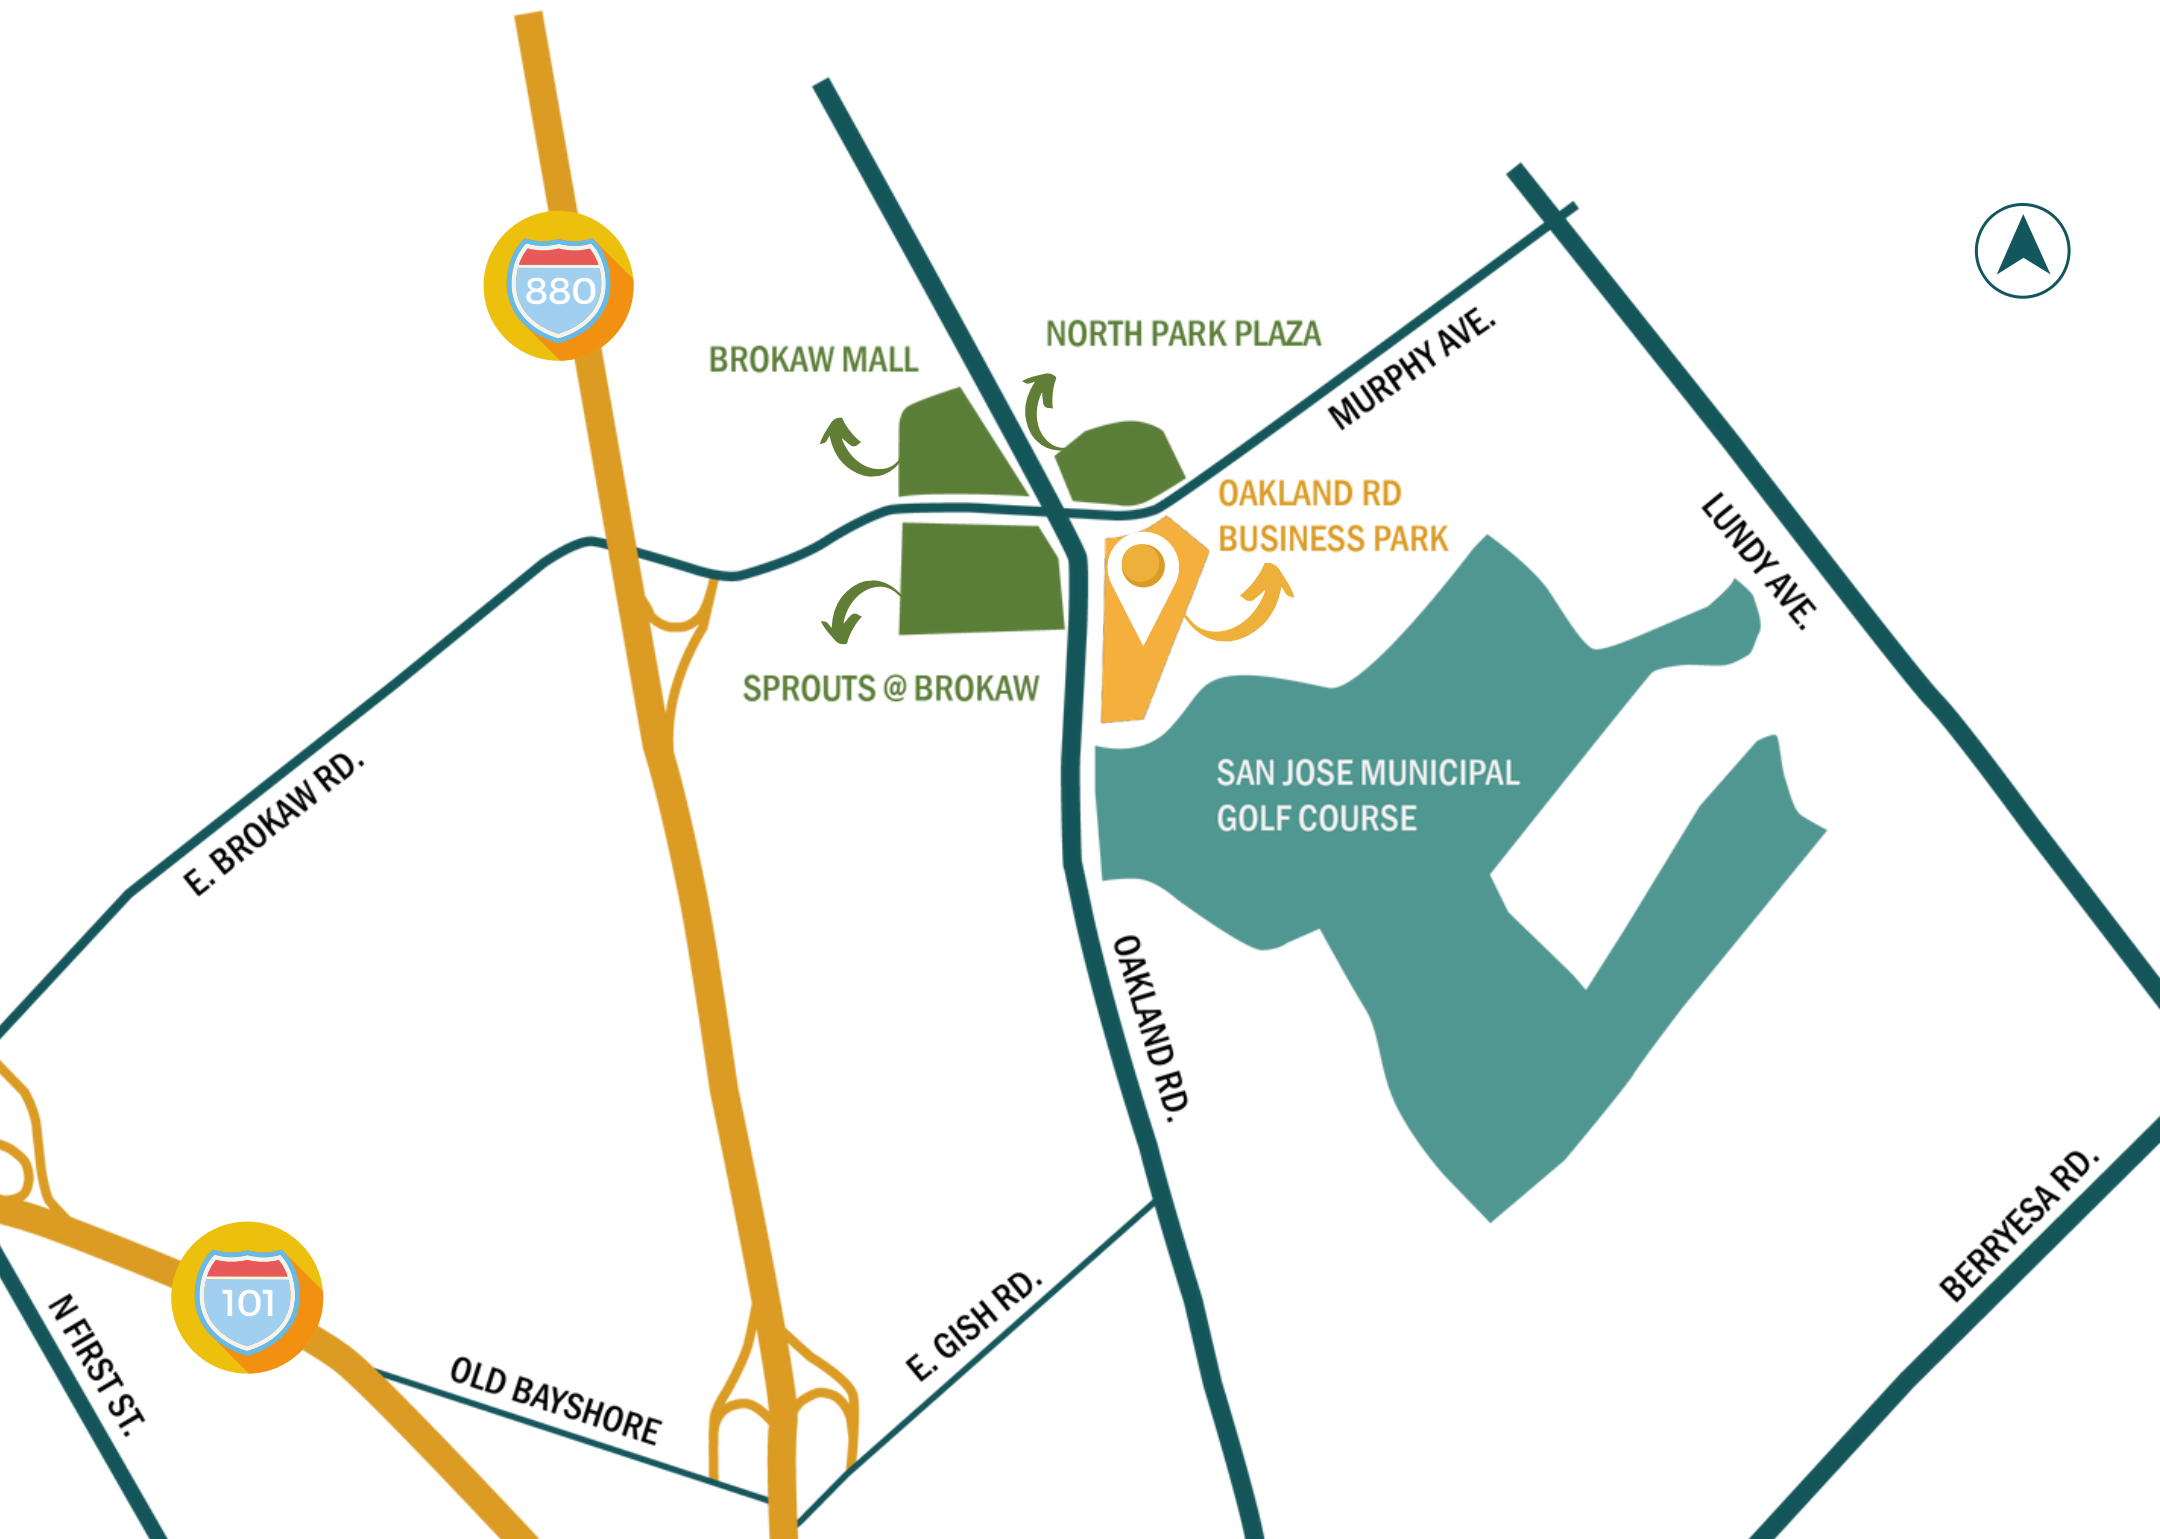 880
NORTH PARK PLAZA
BROKAW MALL
MURPHY AVE.
OAKLAND RD
BUSINESS PARK
LUNDY AVE.
SPROUTS @ BROKAW
E. BROKAW RD.
SAN JOSE MUNICIPAL
GOLF COURSE
OAKLAND RD.
BERRYESA RD.
101
N FIRST ST.
E. GISH RD.
OLD BAYSHORE